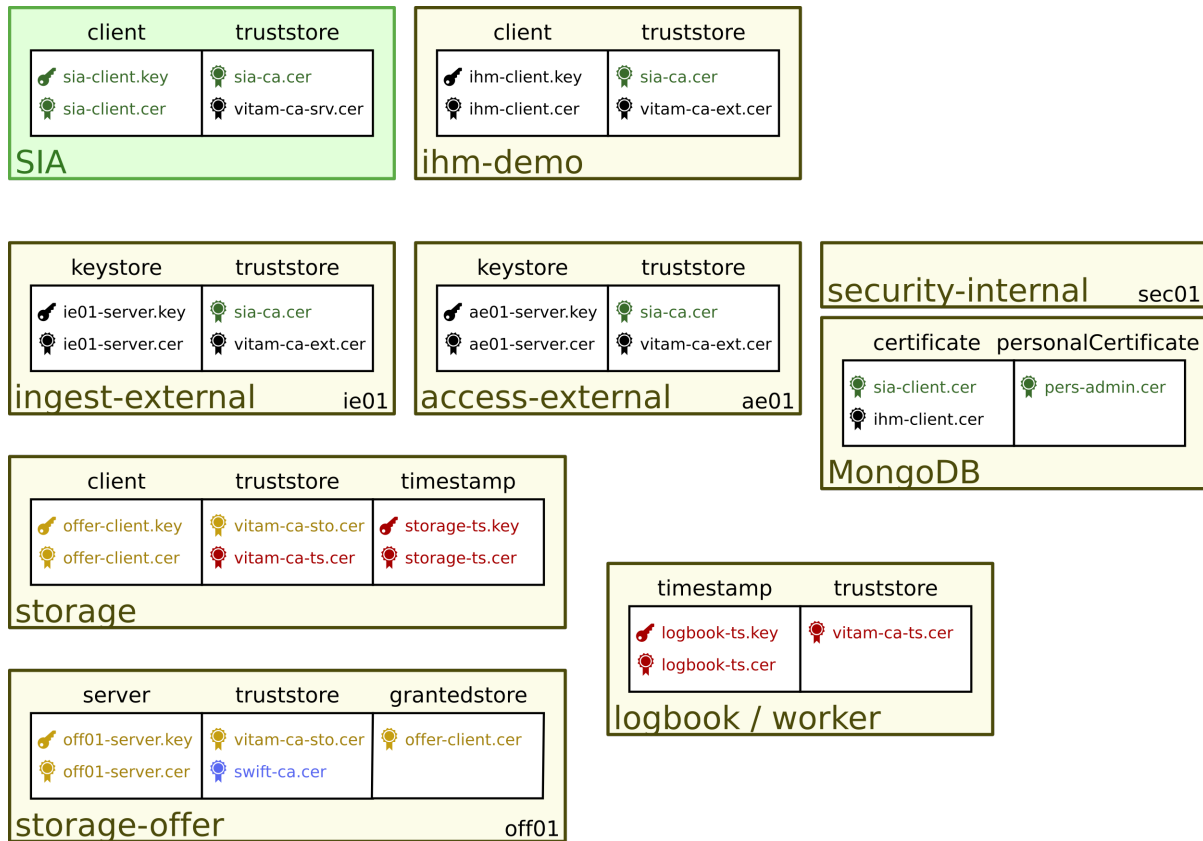 client truststore
sia-client.key sia-ca.cer
sia-client.cer vitam-ca-srv.cer
SIA
client truststore
ihm-client.key sia-ca.cer
ihm-client.cer vitam-ca-ext.cer
ihm-demo
keystore truststore
ie01-server.key sia-ca.cer
ie01-server.cer vitam-ca-ext.cer
ingest-external ie01
keystore truststore
ae01-server.key sia-ca.cer
ae01-server.cer vitam-ca-ext.cer
access-external ae01
security-internal sec01
certificate personalCertificate
sia-client.cer pers-admin.cer
ihm-client.cer
MongoDB
client truststore timestamp
offer-client.key vitam-ca-sto.cer storage-ts.key
offer-client.cer vitam-ca-ts.cer storage-ts.cer
storage
timestamp truststore
logbook-ts.key vitam-ca-ts.cer
logbook-ts.cer
logbook / worker
server truststore grantedstore
off01-server.key vitam-ca-sto.cer offer-client.cer
off01-server.cer swift-ca.cer
storage-offer off01